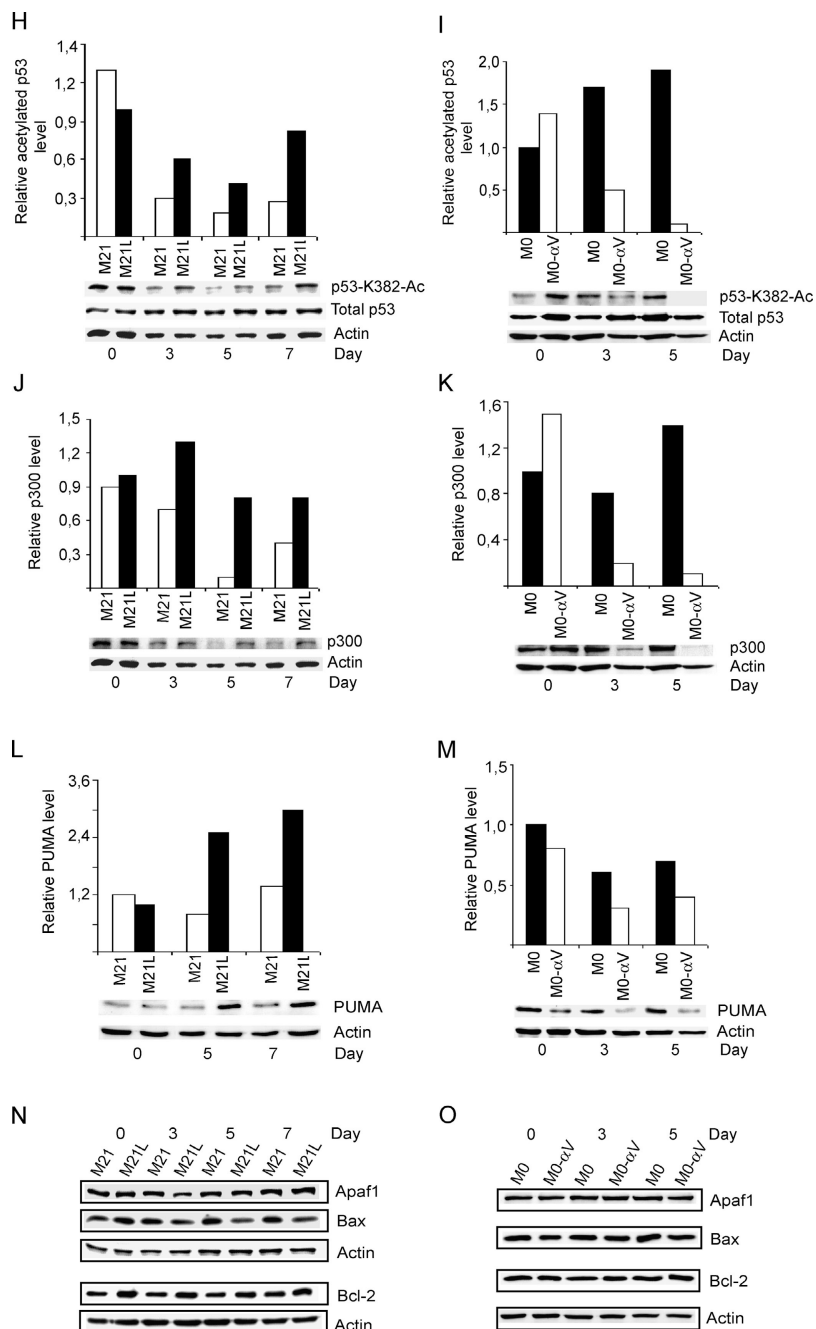 H
Relative acetylated p53
level
1,4
1,2
0,9
0,6
0,3
M21
M21L
M21
M21L
M21
M21L
M21
M21L
p53-K382-Ac
Total p53
Actin
0 3 5 7 Day
I
Relative acetylated p53
level
2,0
1,5
1,0
0,5
M0
M0-αV
M0
M0-αV
M0
M0-αV
p53-K382-Ac
Total p53
Actin
0 3 5 Day
J
Relative p300 level
1,5
1,2
0,9
0,6
0,3
M21
M21L
M21
M21L
M21
M21L
M21
M21L
p300
Actin
0 3 5 7 Day
K
Relative p300 level
1,6
1,2
0,8
0,4
M0
M0-αV
M0
M0-αV
M0
M0-αV
p300
Actin
0 3 5 Day
L
Relative PUMA level
3,6
2,4
1,2
M21
M21L
M21
M21L
M21
M21L
PUMA
Actin
0 5 7 Day
M
Relative PUMA level
1,5
1,0
0,5
M0
M0-αV
M0
M0-αV
M0
M0-αV
PUMA
Actin
0 3 5 Day
N
0 3 5 7 Day
M21 M21L M21 M21L M21 M21L M21 M21L
Apaf1
Bax
Actin
Bcl-2
Actin
O
0 3 5 Day
M0 M0-αV M0 M0-αV M0 M0-αV
Apaf1
Bax
Bcl-2
Actin